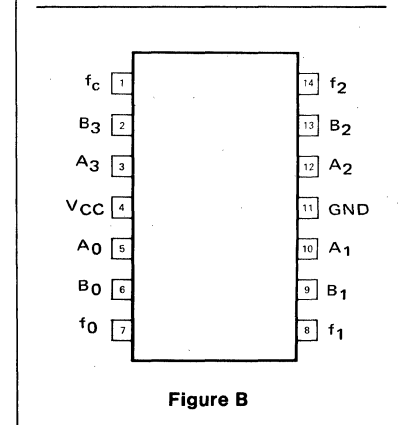 fc 1 14 f2
B3 2 13 B2
A3 3 12 A2
VCC 4 11 GND
A0 5 10 A1
B0 6 9 B1
f0 7 8 f1
Figure B